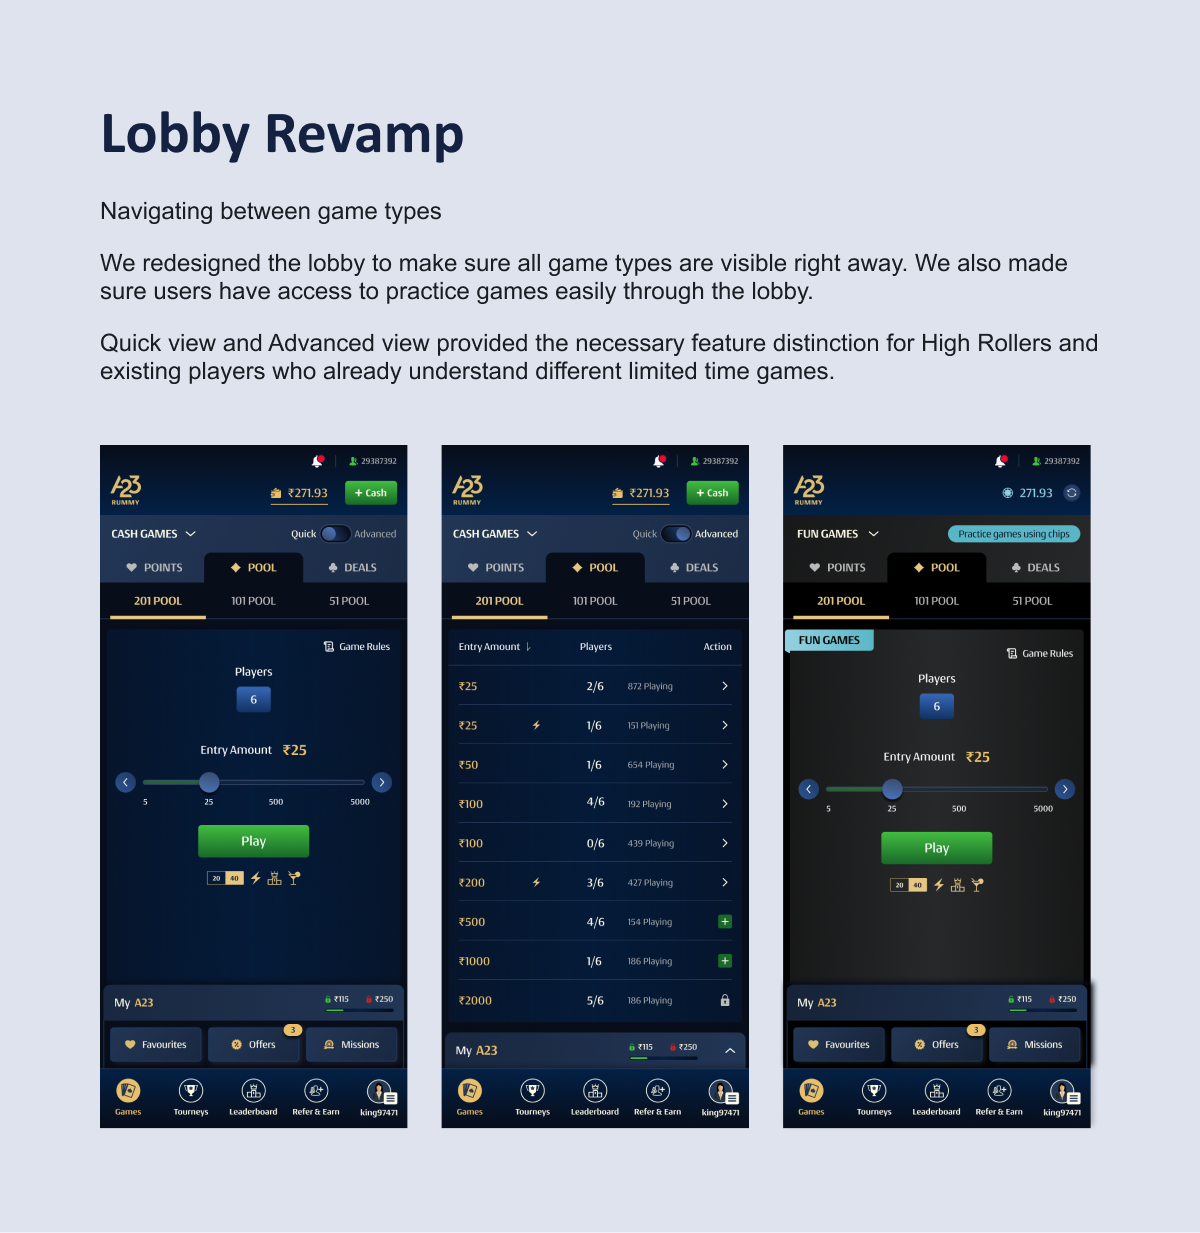 Lobby Revamp
Navigating between game types
We redesigned the lobby to make sure all game types are visible right away. We also made
sure users have access to practice games easily through the lobby.
Quick view and Advanced view provided the necessary feature distinction for High Rollers and
existing players who already understand different limited time games.
29387392
A23
RUMMY
₹271.93
+ Cash
CASH GAMES
Quick
Advanced
POINTS
POOL
DEALS
201 POOL
101 POOL
51 POOL
Game Rules
Players
6
Entry Amount ₹25
5 25 500 5000
Play
20 40
My A23
₹115 ₹250
Favourites
3
Offers
Missions
Games
Tourneys
Leaderboard
Refer & Earn
king97471
29387392
A23
RUMMY
₹271.93
+ Cash
CASH GAMES
Quick
Advanced
POINTS
POOL
DEALS
201 POOL
101 POOL
51 POOL
Entry Amount Players Action
₹25 2/6 872 Playing
₹25 1/6 151 Playing
₹50 1/6 654 Playing
₹100 4/6 192 Playing
₹100 0/6 439 Playing
₹200 3/6 427 Playing
₹500 4/6 154 Playing
₹1000 1/6 186 Playing
₹2000 5/6 186 Playing
My A23
₹115 ₹250
Games
Tourneys
Leaderboard
Refer & Earn
king97471
29387392
A23
RUMMY
271.93
FUN GAMES
Practice games using chips
POINTS
POOL
DEALS
201 POOL
101 POOL
51 POOL
FUN GAMES
Game Rules
Players
6
Entry Amount ₹25
5 25 500 5000
Play
20 40
My A23
₹115 ₹250
Favourites
3
Offers
Missions
Games
Tourneys
Leaderboard
Refer & Earn
king97471